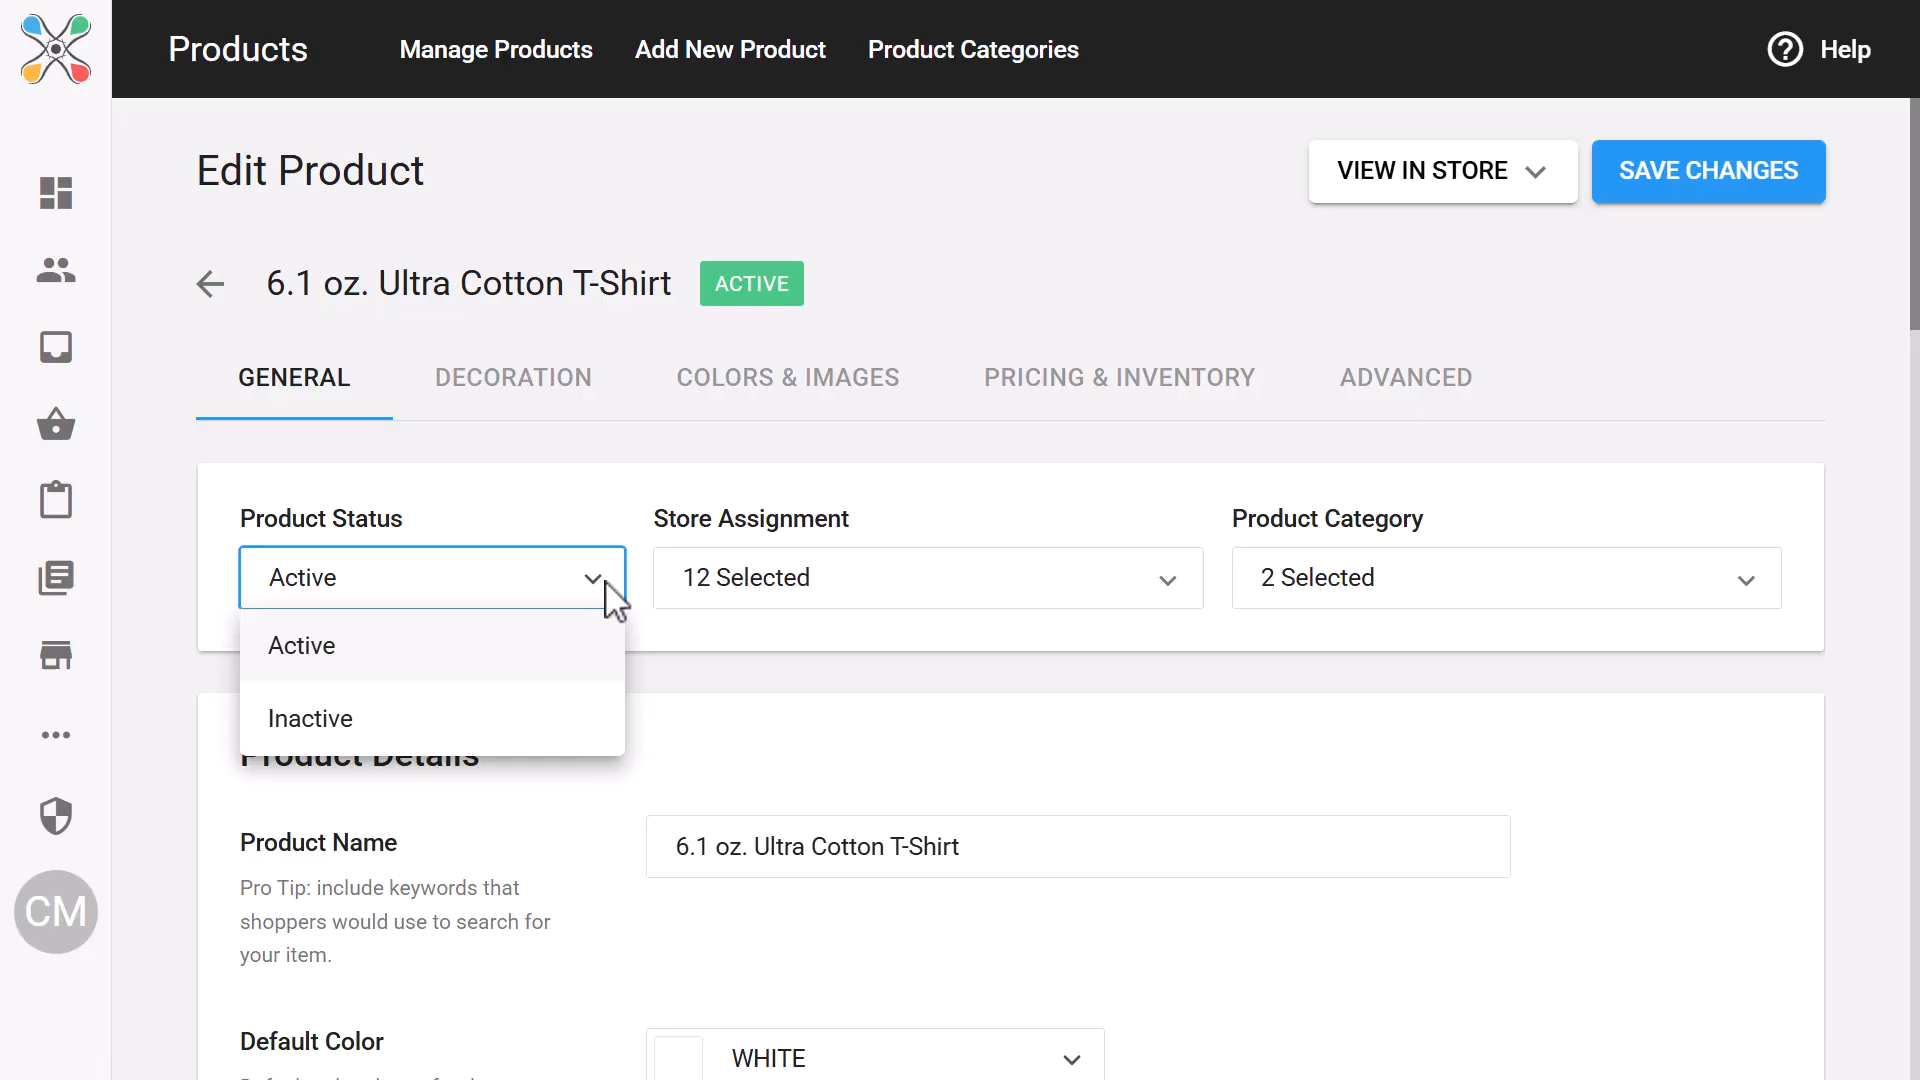 Products
Manage Products
Add New Product
Product Categories
Help
Edit Product
VIEW IN STORE
SAVE CHANGES
6.1 oz. Ultra Cotton T-Shirt
ACTIVE
GENERAL
DECORATION
COLORS & IMAGES
PRICING & INVENTORY
ADVANCED
Product Status
Store Assignment
Product Category
Active
12 Selected
2 Selected
Active
Inactive
Product Details
Product Name
6.1 oz. Ultra Cotton T-Shirt
Pro Tip: include keywords that
shoppers would use to search for
your item.
CM
Default Color
WHITE